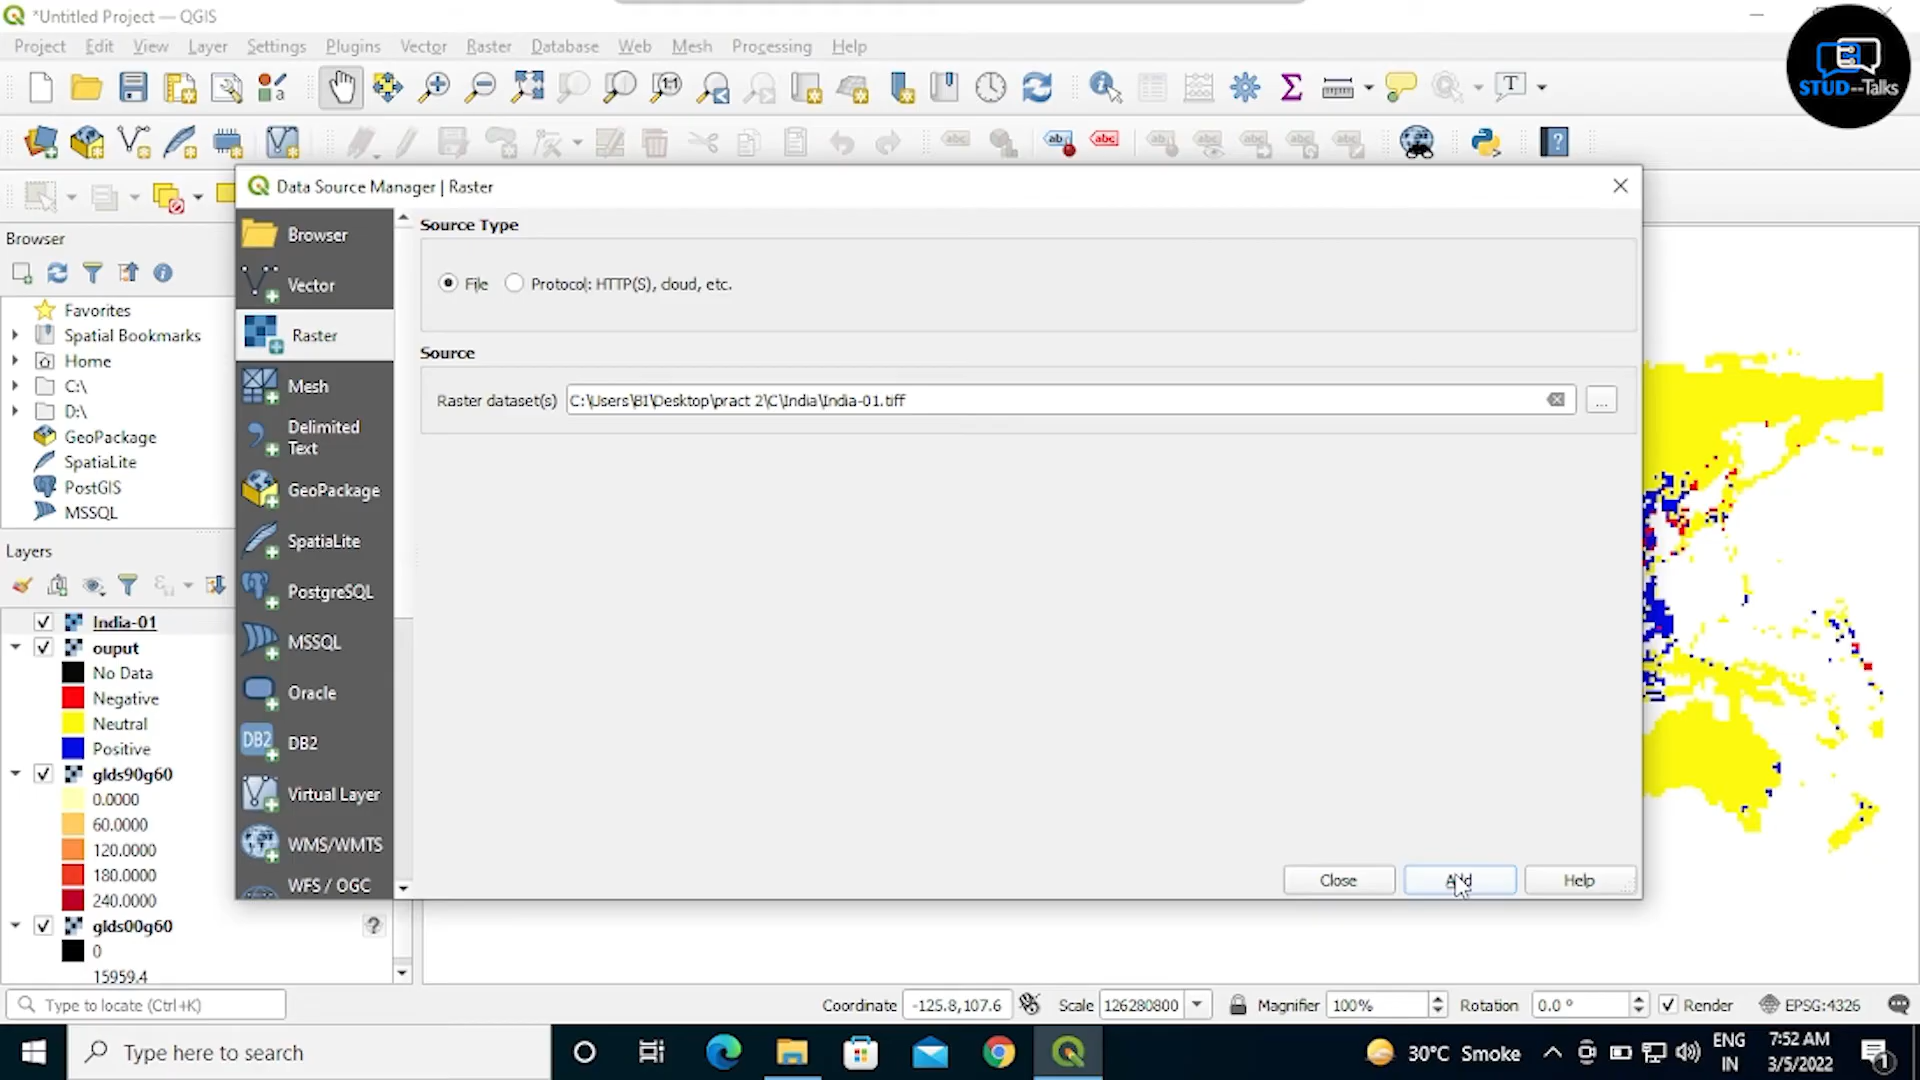 *Untitled Project — QGIS
Project Edit View Layer Settings Plugins Vector Raster Database Web Mesh Processing Help
STUD--Talks
Data Source Manager | Raster
Browser
Favorites
Spatial Bookmarks
Home
C:\
D:\
GeoPackage
SpatiaLite
PostGIS
MSSQL
Layers
India-01
ouput
No Data
Negative
Neutral
Positive
glds90g60
0.0000
60.0000
120.0000
180.0000
240.0000
glds00g60
0
15959.4
Browser
Vector
Raster
Mesh
Delimited
Text
GeoPackage
SpatiaLite
PostgreSQL
MSSQL
Oracle
DB2
Virtual Layer
WMS/WMTS
WFS / OGC
Source Type
File Protocol: HTTP(S), cloud, etc.
Source
Raster dataset(s) C:\Users\BI\Desktop\pract 2\C\India\India-01.tiff ...
Close Add Help
Type to locate (Ctrl+K) Coordinate -125.8,107.6 Scale 126280800 Magnifier 100% Rotation 0.0 ° Render EPSG:4326
Type here to search 30°C Smoke ENG IN 7:52 AM 3/5/2022 1